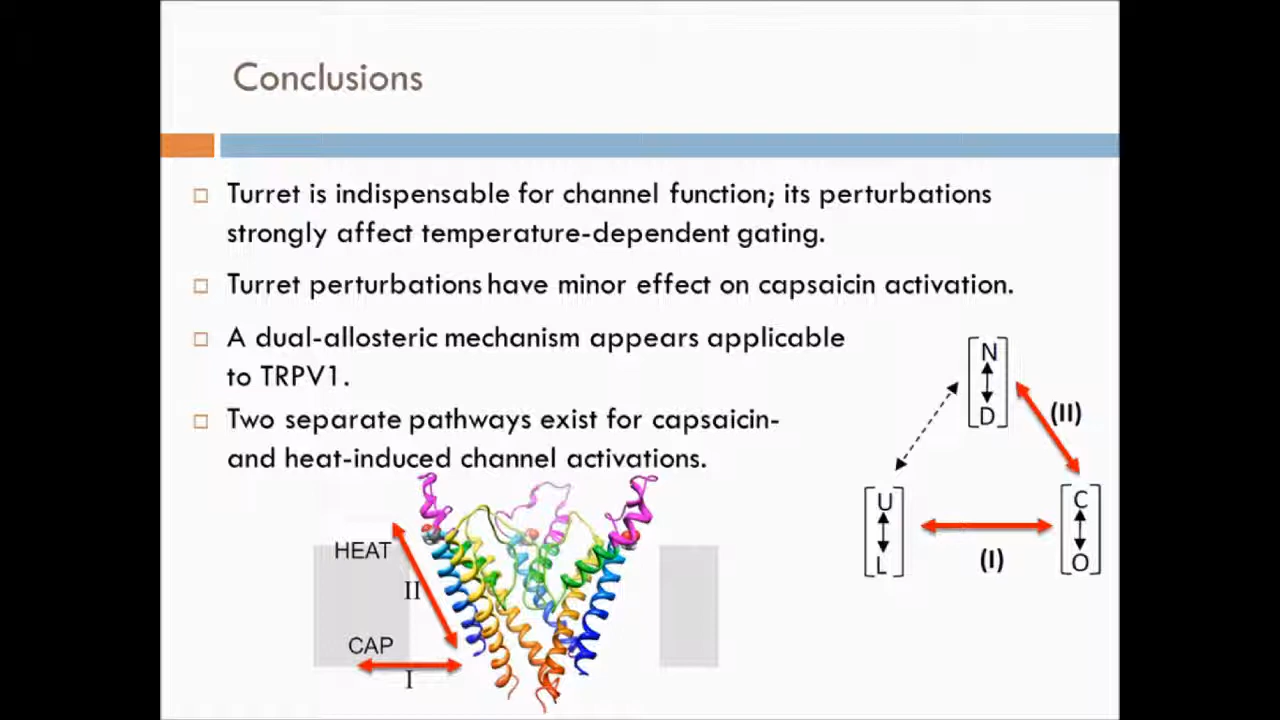 Conclusions
Turret is indispensable for channel function; its perturbations
strongly affect temperature-dependent gating.
Turret perturbations have minor effect on capsaicin activation.
A dual-allosteric mechanism appears applicable
to TRPV1.
Two separate pathways exist for capsaicin-
and heat-induced channel activations.
HEAT
II
CAP
I
N
D
(II)
U
L
(I)
C
O